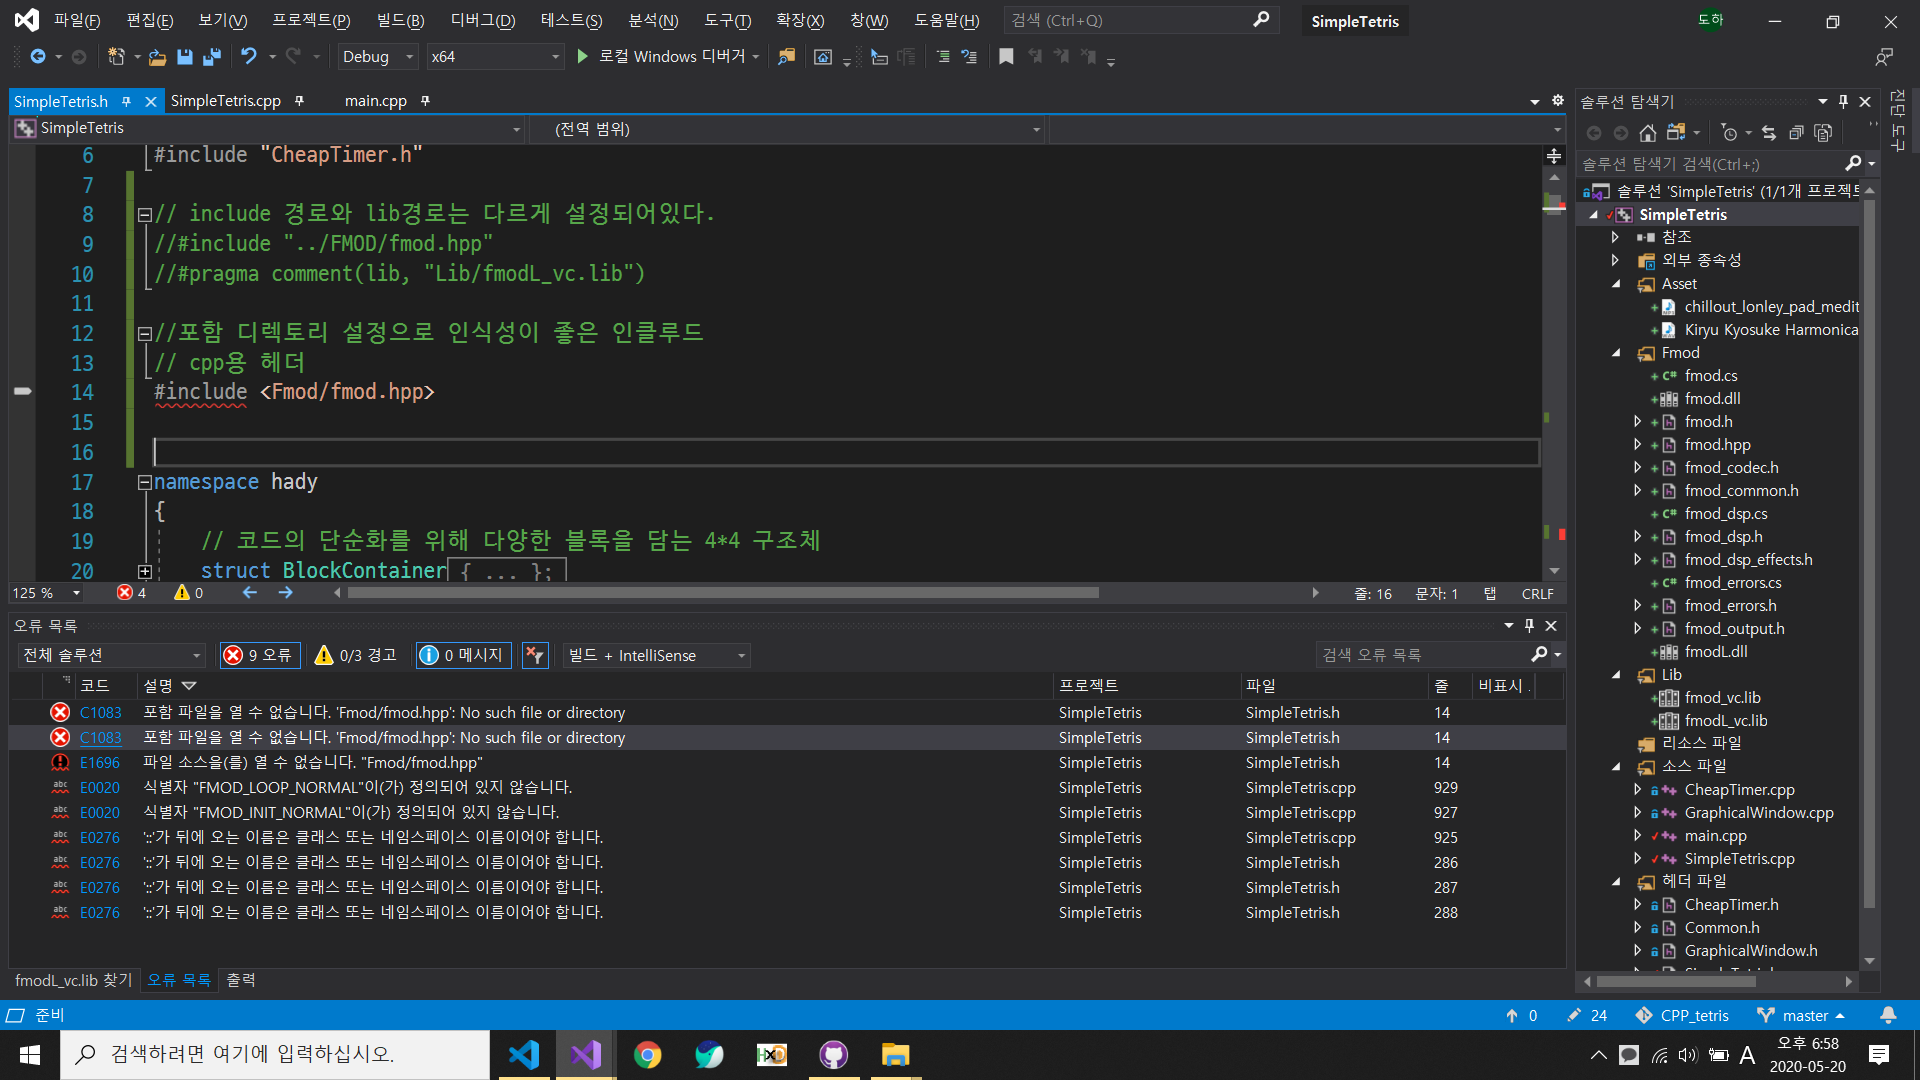 파일(F) 편집(E) 보기(V) 프로젝트(P) 빌드(B) 디버그(D) 테스트(S) 분석(N) 도구(T) 확장(X) 창(W) 도움말(H) 검색 (Ctrl+Q) SimpleTetris 도하
Debug x64 로컬 Windows 디버거
SimpleTetris.h SimpleTetris.cpp main.cpp
SimpleTetris (전역 범위)
6 #include "CheapTimer.h"
7
8 // include 경로와 lib경로는 다르게 설정되어있다.
9 //#include "../FMOD/fmod.hpp"
10 //#pragma comment(lib, "Lib/fmodL_vc.lib")
11
12 //포함 디렉토리 설정으로 인식성이 좋은 인클루드
13 // cpp용 헤더
14 #include <Fmod/fmod.hpp>
15
16
17 namespace hady
18 {
19 // 코드의 단순화를 위해 다양한 블록을 담는 4*4 구조체
20 struct BlockContainer{ ... };
125 % 4 0 줄: 16 문자: 1 탭 CRLF
오류 목록
전체 솔루션 9 오류 0/3 경고 0 메시지 빌드 + IntelliSense 검색 오류 목록
코드 설명 프로젝트 파일 줄 비표시
C1083 포함 파일을 열 수 없습니다. 'Fmod/fmod.hpp': No such file or directory SimpleTetris SimpleTetris.h 14
C1083 포함 파일을 열 수 없습니다. 'Fmod/fmod.hpp': No such file or directory SimpleTetris SimpleTetris.h 14
E1696 파일 소스을(를) 열 수 없습니다. "Fmod/fmod.hpp" SimpleTetris SimpleTetris.h 14
E0020 식별자 "FMOD_LOOP_NORMAL"이(가) 정의되어 있지 않습니다. SimpleTetris SimpleTetris.cpp 929
E0020 식별자 "FMOD_INIT_NORMAL"이(가) 정의되어 있지 않습니다. SimpleTetris SimpleTetris.cpp 927
E0276 '::'가 뒤에 오는 이름은 클래스 또는 네임스페이스 이름이어야 합니다. SimpleTetris SimpleTetris.cpp 925
E0276 '::'가 뒤에 오는 이름은 클래스 또는 네임스페이스 이름이어야 합니다. SimpleTetris SimpleTetris.h 286
E0276 '::'가 뒤에 오는 이름은 클래스 또는 네임스페이스 이름이어야 합니다. SimpleTetris SimpleTetris.h 287
E0276 '::'가 뒤에 오는 이름은 클래스 또는 네임스페이스 이름이어야 합니다. SimpleTetris SimpleTetris.h 288
fmodL_vc.lib 찾기 오류 목록 출력
솔루션 탐색기
솔루션 탐색기 검색(Ctrl+;)
솔루션 'SimpleTetris' (1/1개 프로젝트
SimpleTetris
참조
외부 종속성
Asset
chillout_lonley_pad_medit
Kiryu Kyosuke Harmonica
Fmod
fmod.cs
fmod.dll
fmod.h
fmod.hpp
fmod_codec.h
fmod_common.h
fmod_dsp.cs
fmod_dsp.h
fmod_dsp_effects.h
fmod_errors.cs
fmod_errors.h
fmod_output.h
fmodL.dll
Lib
fmod_vc.lib
fmodL_vc.lib
리소스 파일
소스 파일
CheapTimer.cpp
GraphicalWindow.cpp
main.cpp
SimpleTetris.cpp
헤더 파일
CheapTimer.h
Common.h
GraphicalWindow.h
진단 도구
준비 0 24 CPP_tetris master
검색하려면 여기에 입력하십시오. HXD A 오후 6:58
2020-05-20